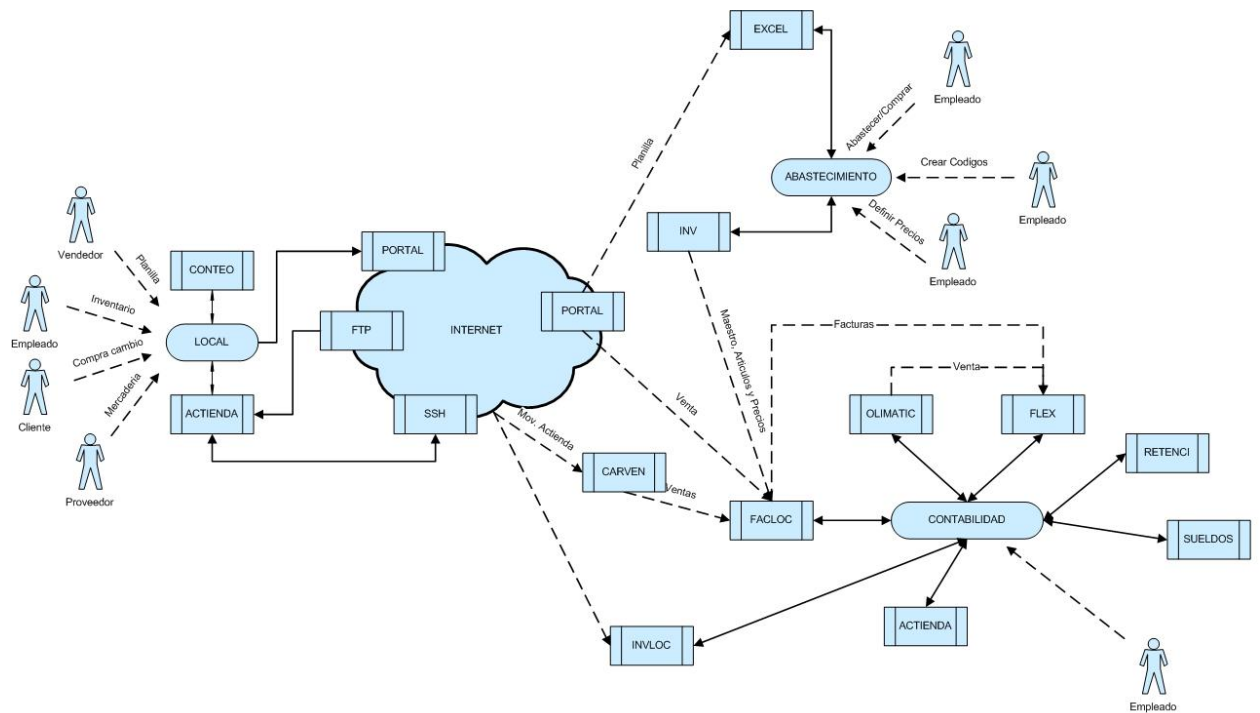 EXCEL
Empleado
Abastecer/Comprar
Planilla
ABASTECIMIENTO
Crear Codigos
Empleado
Definir Precios
Empleado
INV
Vendedor
Planilla
CONTEO
PORTAL
Inventario
Empleado
LOCAL
FTP
INTERNET
PORTAL
Compra cambio
Cliente
Mercaderia
Proveedor
ACTIENDA
SSH
Maestro, Articulos y Precios
Facturas
Venta
Venta
OLIMATIC
FLEX
Mov. Actienda
CARVEN
Ventas
RETENCI
FACLOC
CONTABILIDAD
SUELDOS
INVLOC
ACTIENDA
Empleado